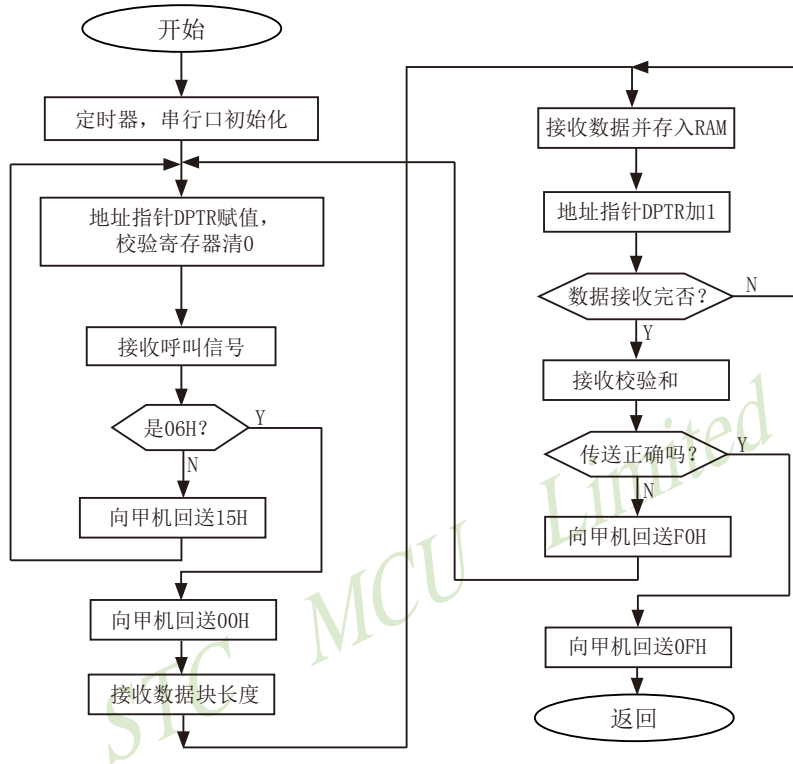 开始
定时器，串行口初始化
地址指针DPTR赋值，
校验寄存器清0
接收呼叫信号
是06H？
Y
N
向甲机回送15H
向甲机回送00H
接收数据块长度
接收数据并存入RAM
地址指针DPTR加1
数据接收完否？
N
Y
接收校验和
传送正确吗？
Y
N
向甲机回送F0H
向甲机回送0FH
返回
STC MCU Limited